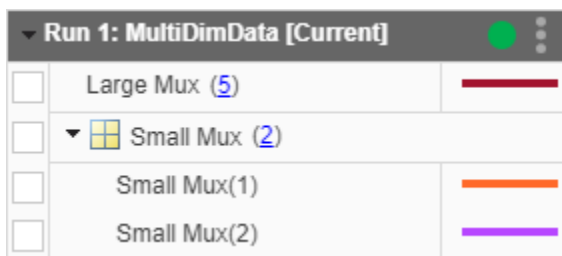 Run 1: MultiDimData [Current]
Large Mux (5)
Small Mux (2)
Small Mux(1)
Small Mux(2)